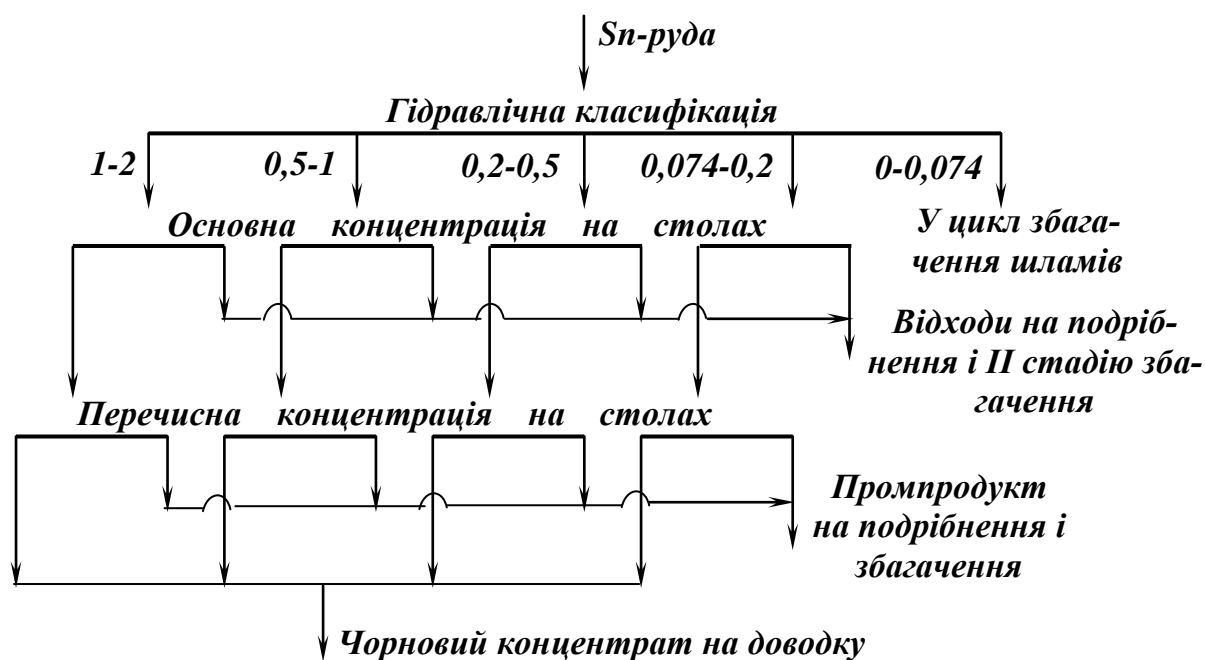 Sn-руда
Гідравлічна класифікація
1-2
0,5-1
0,2-0,5
0,074-0,2
0-0,074
Основна концентрація на столах
У цикл збага-
чення шламів
Відходи на подріб-
нення і ІІ стадію зба-
гачення
Перечисна концентрація на столах
Промпродукт
на подрібнення і
збагачення
Чорновий концентрат на доводку